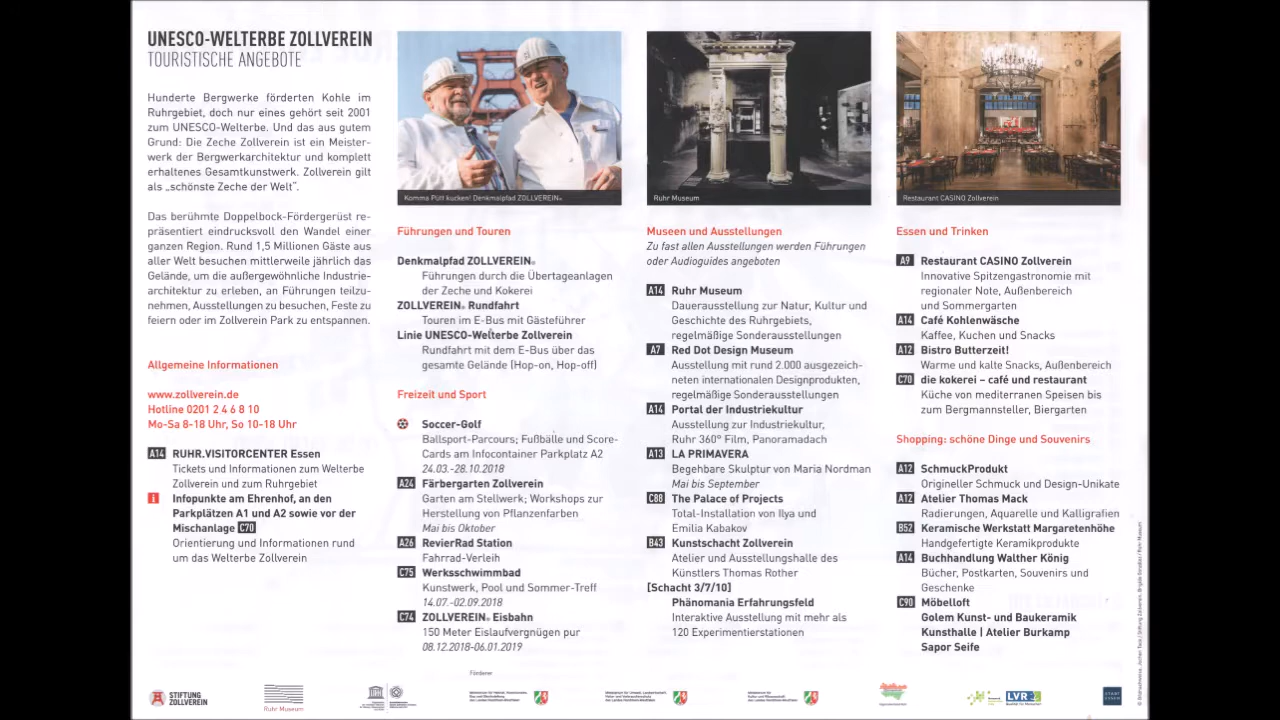 UNESCO-WELTERBE ZOLLVEREIN
TOURISTISCHE ANGEBOTE
Hunderte Bergwerke förderten Kohle im
Ruhrgebiet, doch nur eines gehört seit 2001
zum UNESCO-Welterbe. Und das aus gutem
Grund: Die Zeche Zollverein ist ein Meister-
werk der Bergwerkarchitektur und komplett
erhaltenes Gesamtkunstwerk. Zollverein gilt
als „schönste Zeche der Welt".
Das berühmte Doppelbock-Fördergerüst re-
präsentiert eindrucksvoll den Wandel einer
ganzen Region. Rund 1,5 Millionen Gäste aus
aller Welt besuchen mittlerweile jährlich das
Gelände, um die außergewöhnliche Industrie-
architektur zu erleben, an Führungen teilzu-
nehmen, Ausstellungen zu besuchen, Feste zu
feiern oder im Zollverein Park zu entspannen.
Allgemeine Informationen
www.zollverein.de
Hotline 0201 2 4 6 8 10
Mo-Sa 8-18 Uhr, So 10-18 Uhr
A14 RUHR.VISITORCENTER Essen
Tickets und Informationen zum Welterbe
Zollverein und zum Ruhrgebiet
i Infopunkte am Ehrenhof, an den
Parkplätzen A1 und A2 sowie vor der
Mischanlage C70
Orientierung und Informationen rund
um das Welterbe Zollverein
Komma Pütt kucken! Denkmalpfad ZOLLVEREIN®
Führungen und Touren
Denkmalpfad ZOLLVEREIN®
Führungen durch die Übertageanlagen
der Zeche und Kokerei
ZOLLVEREIN® Rundfahrt
Touren im E-Bus mit Gästeführer
Linie UNESCO-Welterbe Zollverein
Rundfahrt mit dem E-Bus über das
gesamte Gelände (Hop-on, Hop-off)
Freizeit und Sport
Soccer-Golf
Ballsport-Parcours; Fußbälle und Score-
Cards am Infocontainer Parkplatz A2
24.03.-28.10.2018
A24 Färbergarten Zollverein
Garten am Stellwerk; Workshops zur
Herstellung von Pflanzenfarben
Mai bis Oktober
A26 RevierRad Station
Fahrrad-Verleih
C75 Werksschwimmbad
Kunstwerk, Pool und Sommer-Treff
14.07.-02.09.2018
C74 ZOLLVEREIN® Eisbahn
150 Meter Eislaufvergnügen pur
08.12.2018-06.01.2019
Ruhr Museum
Museen und Ausstellungen
Zu fast allen Ausstellungen werden Führungen
oder Audioguides angeboten
A14 Ruhr Museum
Dauerausstellung zur Natur, Kultur und
Geschichte des Ruhrgebiets,
regelmäßige Sonderausstellungen
A7 Red Dot Design Museum
Ausstellung mit rund 2.000 ausgezeich-
neten internationalen Designprodukten,
regelmäßige Sonderausstellungen
A14 Portal der Industriekultur
Ausstellung zur Industriekultur,
Ruhr 360° Film, Panoramadach
A13 LA PRIMAVERA
Begehbare Skulptur von Maria Nordman
Mai bis September
C88 The Palace of Projects
Total-Installation von Ilya und
Emilia Kabakov
B43 Kunstschacht Zollverein
Atelier und Ausstellungshalle des
Künstlers Thomas Rother
[Schacht 3/7/10]
Phänomania Erfahrungsfeld
Interaktive Ausstellung mit mehr als
120 Experimentierstationen
Restaurant CASINO Zollverein
Essen und Trinken
A9 Restaurant CASINO Zollverein
Innovative Spitzengastronomie mit
regionaler Note, Außenbereich
und Sommergarten
A14 Café Kohlenwäsche
Kaffee, Kuchen und Snacks
A12 Bistro Butterzeit!
Warme und kalte Snacks, Außenbereich
C70 die kokerei – café und restaurant
Küche von mediterranen Speisen bis
zum Bergmannsteller, Biergarten
Shopping: schöne Dinge und Souvenirs
A12 SchmuckProdukt
Origineller Schmuck und Design-Unikate
A12 Atelier Thomas Mack
Radierungen, Aquarelle und Kalligrafien
B52 Keramische Werkstatt Margaretenhöhe
Handgefertigte Keramikprodukte
A14 Buchhandlung Walther König
Bücher, Postkarten, Souvenirs und
Geschenke
C90 Möbelloft
Golem Kunst- und Baukeramik
Kunsthalle | Atelier Burkamp
Sapor Seife
Förderer
STIFTUNG
ZOLLVEREIN
Ruhr Museum
LVR
STADT
ESSEN